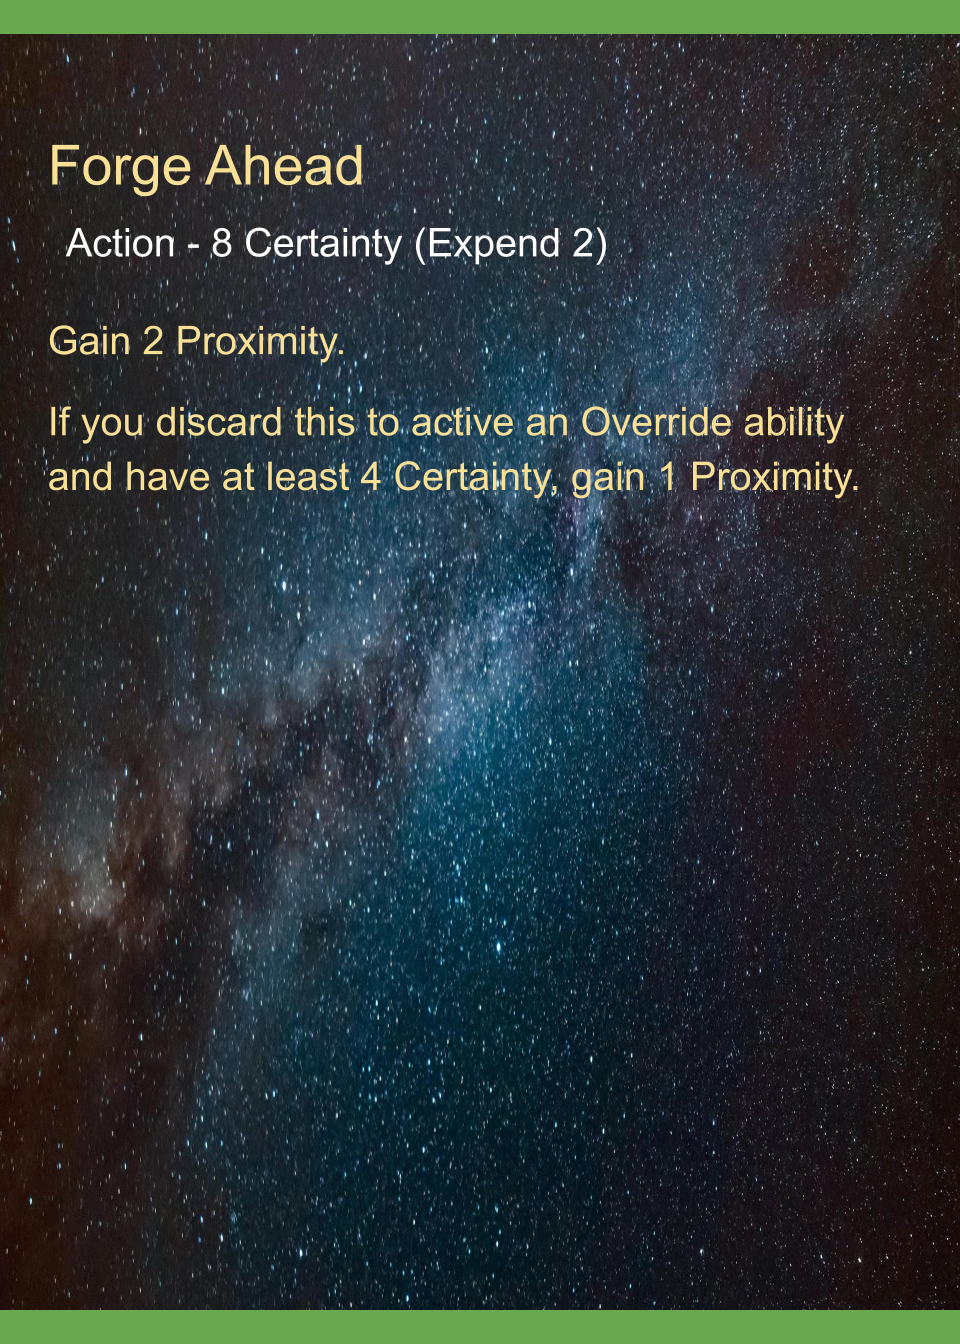 Forge Ahead
Action - 8 Certainty (Expend 2)
Gain 2 Proximity.
If you discard this to active an Override ability
and have at least 4 Certainty, gain 1 Proximity.